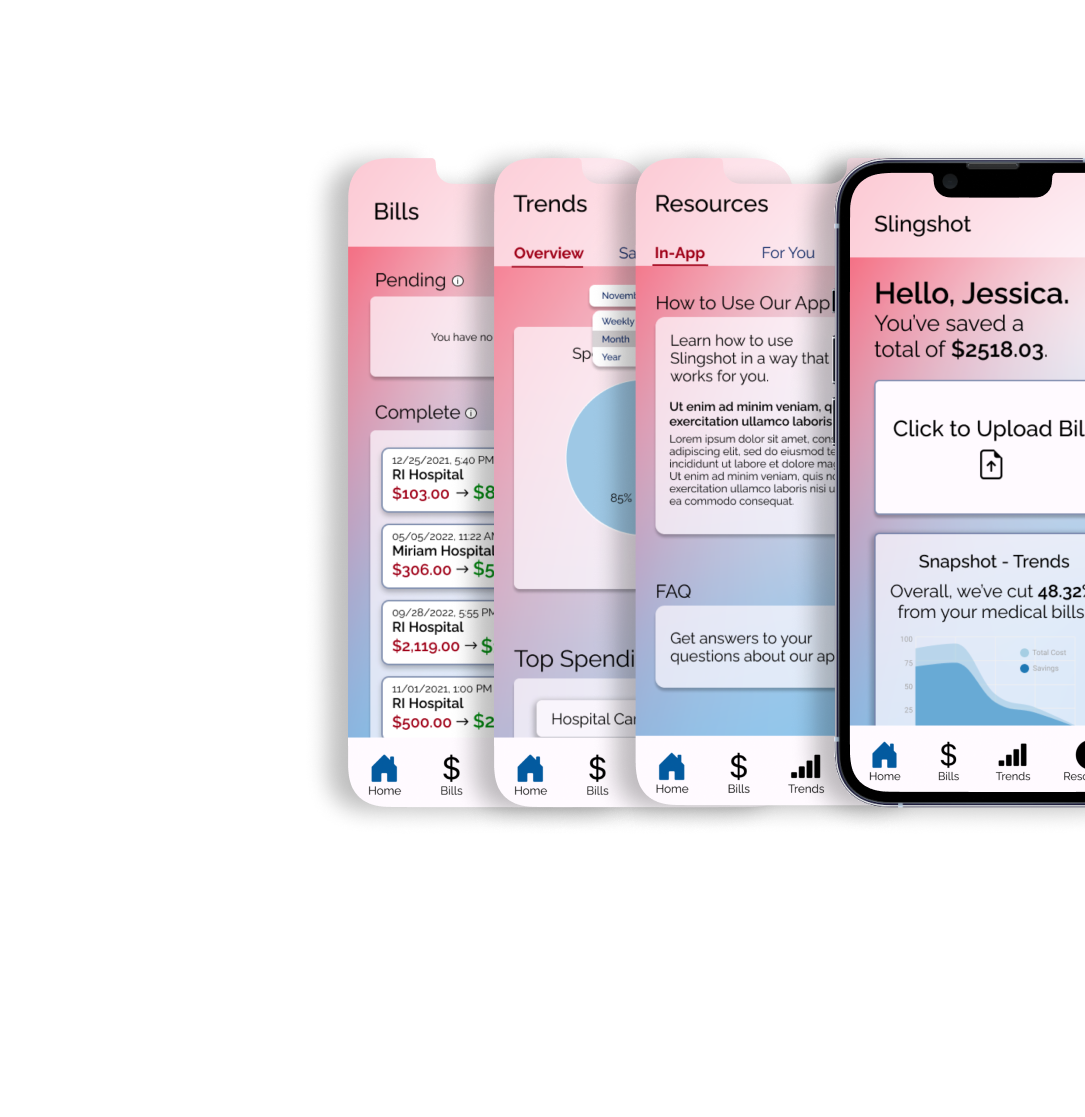 Bills
Pending
You have no
Complete
12/25/2021, 5:40 PM
RI Hospital
$103.00 → $8
05/05/2022, 11:22 AM
Miriam Hospital
$306.00 → $5
09/28/2022, 5:55 PM
RI Hospital
$2,119.00 → $
11/01/2021, 1:00 PM
RI Hospital
$500.00 → $2
Home
Bills
Trends
Overview
Sa
Novemb
Weekly
Month
Year
Sp
85%
Top Spendi
Hospital Car
Home
Bills
Resources
In-App
For You
How to Use Our App
Learn how to use
Slingshot in a way that
works for you.
Ut enim ad minim veniam, q
exercitation ullamco laboris
Lorem ipsum dolor sit amet, cons
adipiscing elit, sed do eiusmod te
incididunt ut labore et dolore mag
Ut enim ad minim veniam, quis no
exercitation ullamco laboris nisi u
ea commodo consequat.
FAQ
Get answers to your
questions about our ap
Home
Bills
Trends
Slingshot
Hello, Jessica.
You've saved a
total of $2518.03.
Click to Upload Bil
Snapshot - Trends
Overall, we've cut 48.32%
from your medical bills
100
75
50
25
Total Cost
Savings
Home
Bills
Trends
Reso